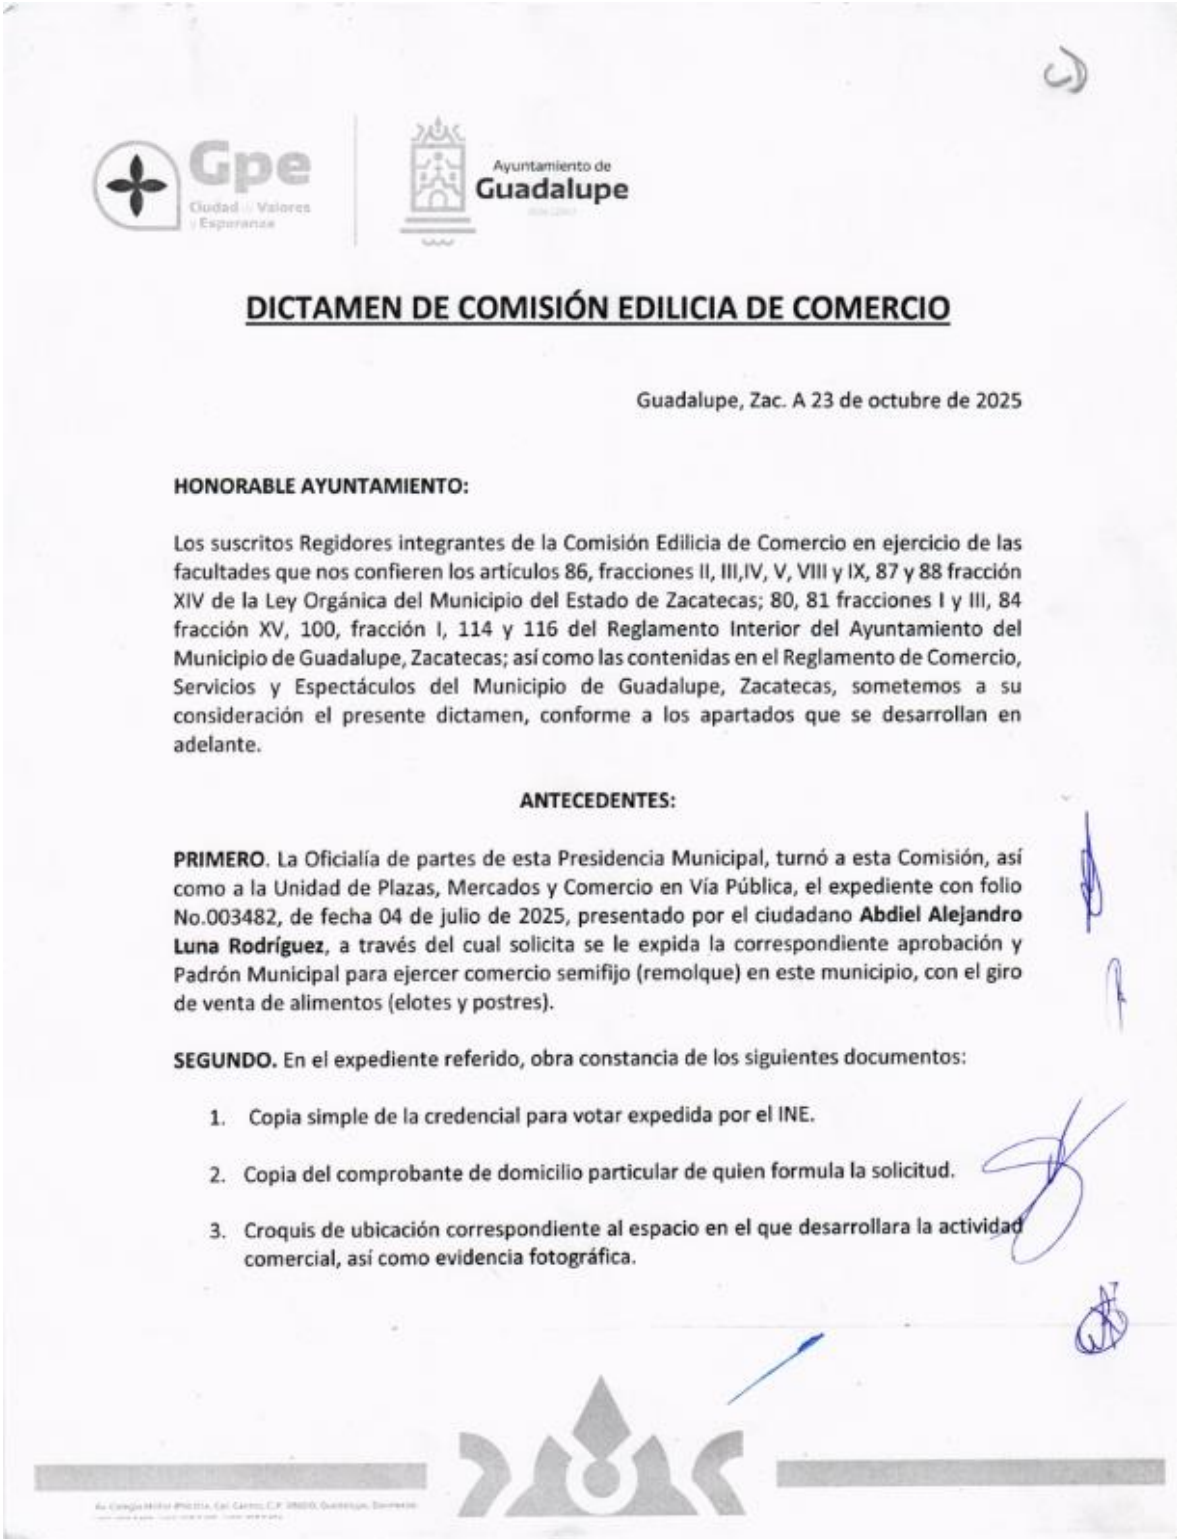 Gpe
Ciudad de Valores
y Esperanza
Ayuntamiento de
Guadalupe
DICTAMEN DE COMISIÓN EDILICIA DE COMERCIO
Guadalupe, Zac. A 23 de octubre de 2025
HONORABLE AYUNTAMIENTO:
Los suscritos Regidores integrantes de la Comisión Edilicia de Comercio en ejercicio de las
facultades que nos confieren los artículos 86, fracciones II, III,IV, V, VIII y IX, 87 y 88 fracción
XIV de la Ley Orgánica del Municipio del Estado de Zacatecas; 80, 81 fracciones I y III, 84
fracción XV, 100, fracción I, 114 y 116 del Reglamento Interior del Ayuntamiento del
Municipio de Guadalupe, Zacatecas; así como las contenidas en el Reglamento de Comercio,
Servicios y Espectáculos del Municipio de Guadalupe, Zacatecas, sometemos a su
consideración el presente dictamen, conforme a los apartados que se desarrollan en
adelante.
ANTECEDENTES:
PRIMERO. La Oficialía de partes de esta Presidencia Municipal, turnó a esta Comisión, así
como a la Unidad de Plazas, Mercados y Comercio en Vía Pública, el expediente con folio
No.003482, de fecha 04 de julio de 2025, presentado por el ciudadano Abdiel Alejandro
Luna Rodríguez, a través del cual solicita se le expida la correspondiente aprobación y
Padrón Municipal para ejercer comercio semifijo (remolque) en este municipio, con el giro
de venta de alimentos (elotes y postres).
SEGUNDO. En el expediente referido, obra constancia de los siguientes documentos:
1. Copia simple de la credencial para votar expedida por el INE.
2. Copia del comprobante de domicilio particular de quien formula la solicitud.
3. Croquis de ubicación correspondiente al espacio en el que desarrollara la actividad
comercial, así como evidencia fotográfica.